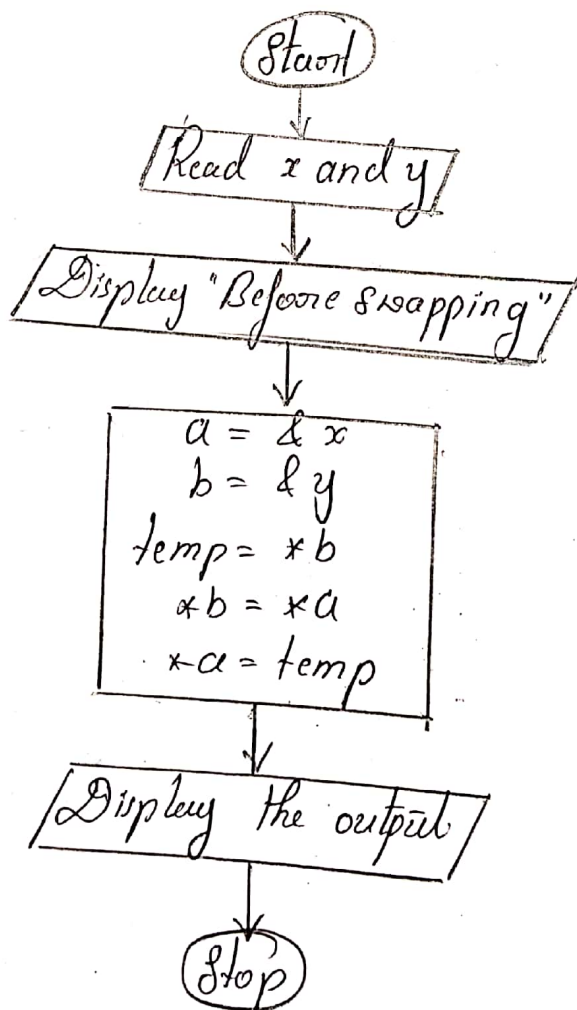 Start
Read x and y
Display "Before swapping"
a = & x
b = & y
temp = *b
*b = *a
*a = temp
Display the output
Stop